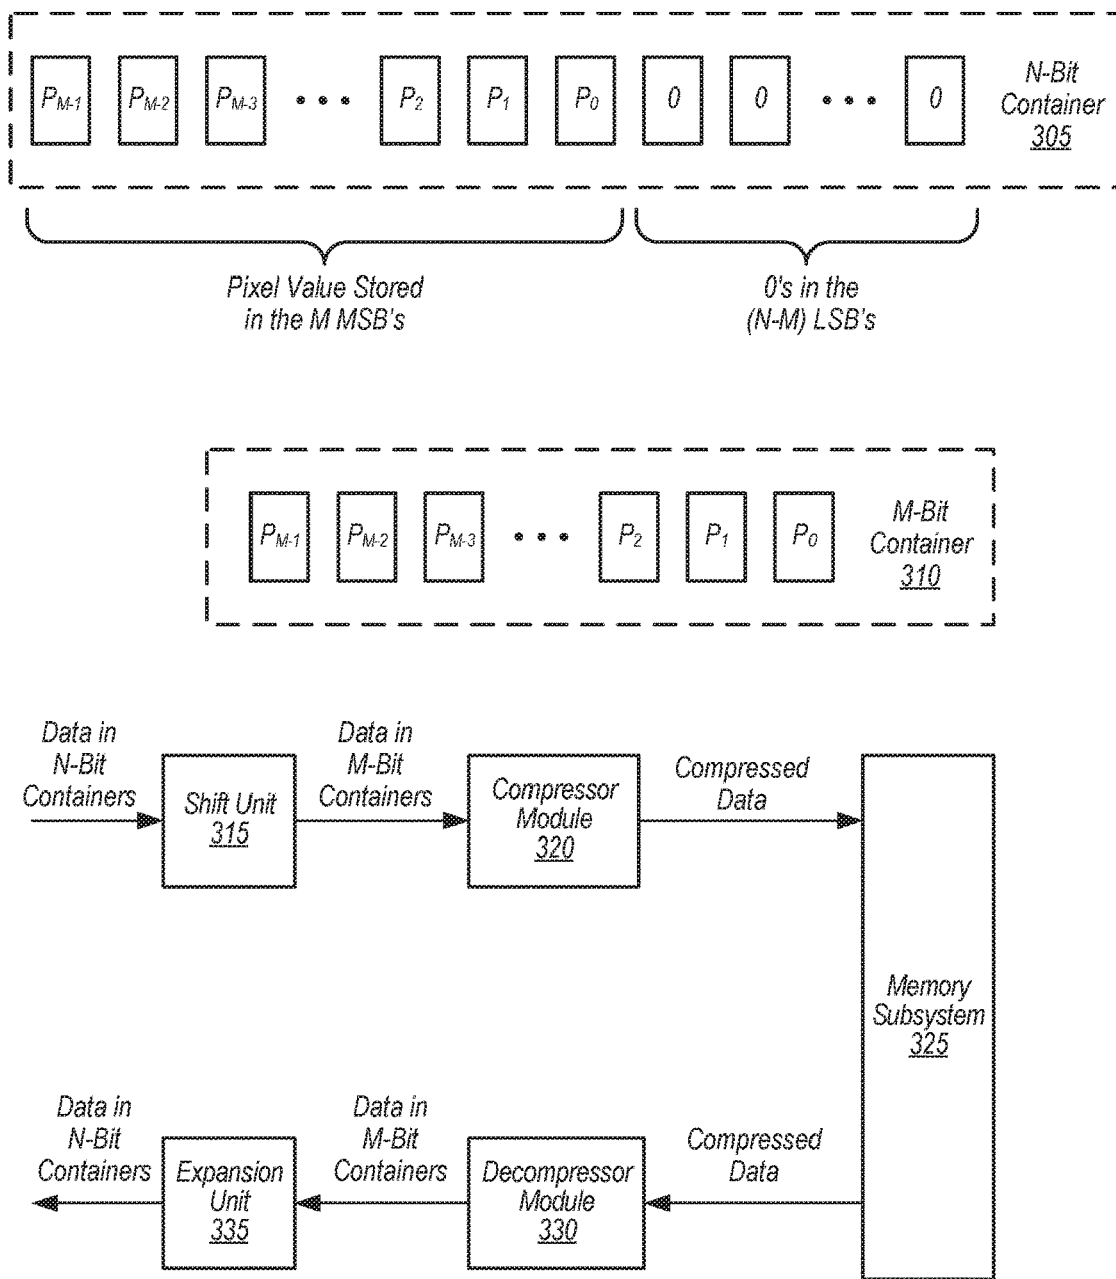 P_{M-1} P_{M-2} P_{M-3} • • • P_2 P_1 P_0 0 0 • • • 0
N-Bit
Container
305
Pixel Value Stored
in the M MSB's
0's in the
(N-M) LSB's
P_{M-1} P_{M-2} P_{M-3} • • • P_2 P_1 P_0
M-Bit
Container
310
Data in
N-Bit
Containers
Shift Unit
315
Data in
M-Bit
Containers
Compressor
Module
320
Compressed
Data
Memory
Subsystem
325
Data in
N-Bit
Containers
Expansion
Unit
335
Data in
M-Bit
Containers
Decompressor
Module
330
Compressed
Data